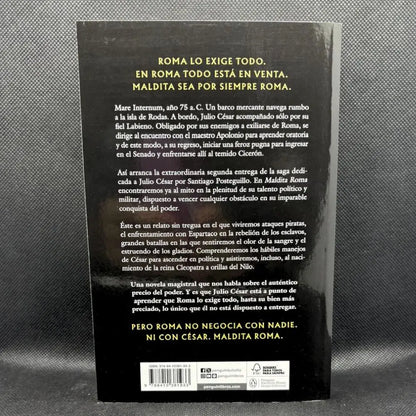 ROMA LO EXIGE TODO.
EN ROMA TODO ESTÁ EN VENTA.
MALDITA SEA POR SIEMPRE ROMA.
Mare Internum, año 75 a. C. Un barco mercante navega rumbo
a la isla de Rodas. A bordo, Julio César acompañado sólo por su
fiel Labieno. Obligado por sus enemigos a exiliarse de Roma, se
dirige al encuentro con el maestro Apolonio para aprender oratoria
y de este modo, a su regreso, iniciar una feroz pugna para ingresar
en el Senado y enfrentarse allí al temido Cicerón.
Así arranca la extraordinaria segunda entrega de la saga dedicada
a Julio César por Santiago Posteguillo. En Maldita Roma
encontraremos ya al mito en la plenitud de su talento político y
militar, dispuesto a vencer cualquier obstáculo en su imparable
conquista del poder.
Éste es un relato sin tregua en el que viviremos ataques piratas,
el enfrentamiento con Espartaco en la rebelión de los esclavos,
grandes batallas en las que sentiremos el olor de la sangre y el
estruendo de los gladios. Comprenderemos los hábiles manejos
de César para ascender en política y asistiremos, incluso, al naci-
miento de la reina Cleopatra a orillas del Nilo.
Una novela magistral que nos habla sobre el auténtico
precio del poder. Y es que Julio César está a punto de
aprender que Roma lo exige todo, hasta su bien más
preciado, lo único que él no está dispuesto a entregar.
PERO ROMA NO NEGOCIA CON NADIE.
NI CON CÉSAR. MALDITA ROMA.
penguinlibros.com